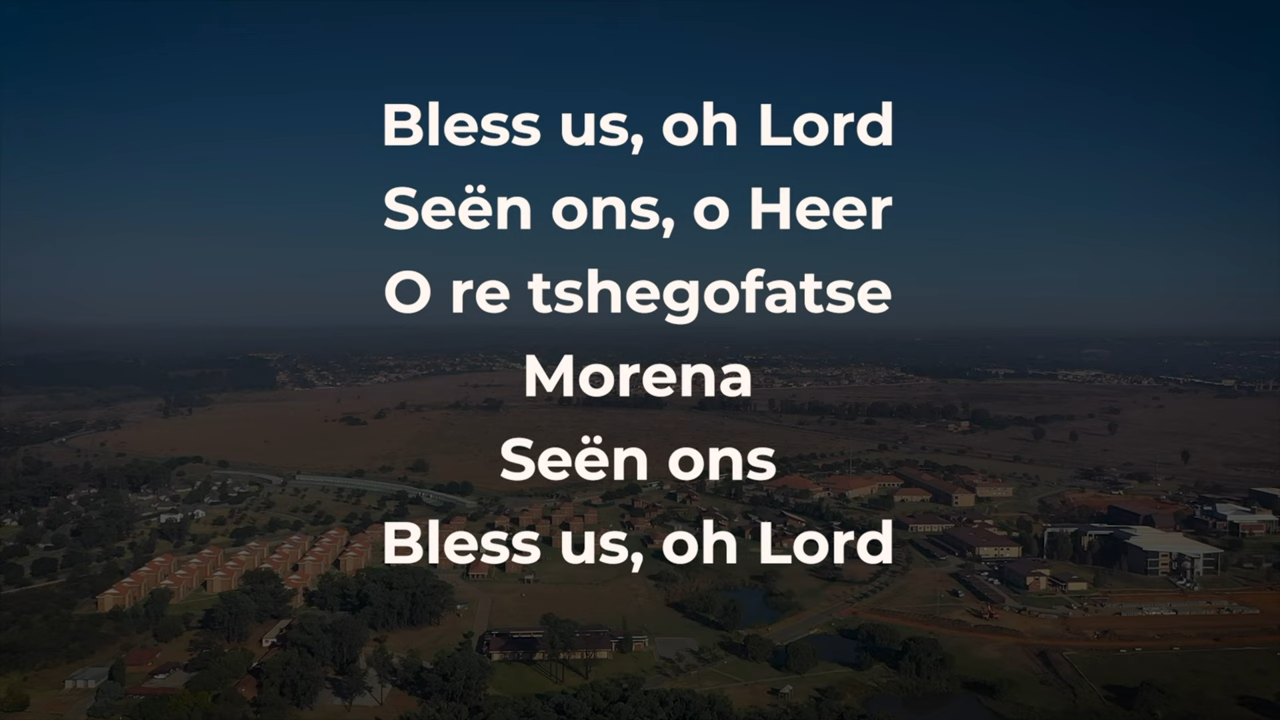 Bless us, oh Lord
Seën ons, o Heer
O re tshegofatse
Morena
Seën ons
Bless us, oh Lord